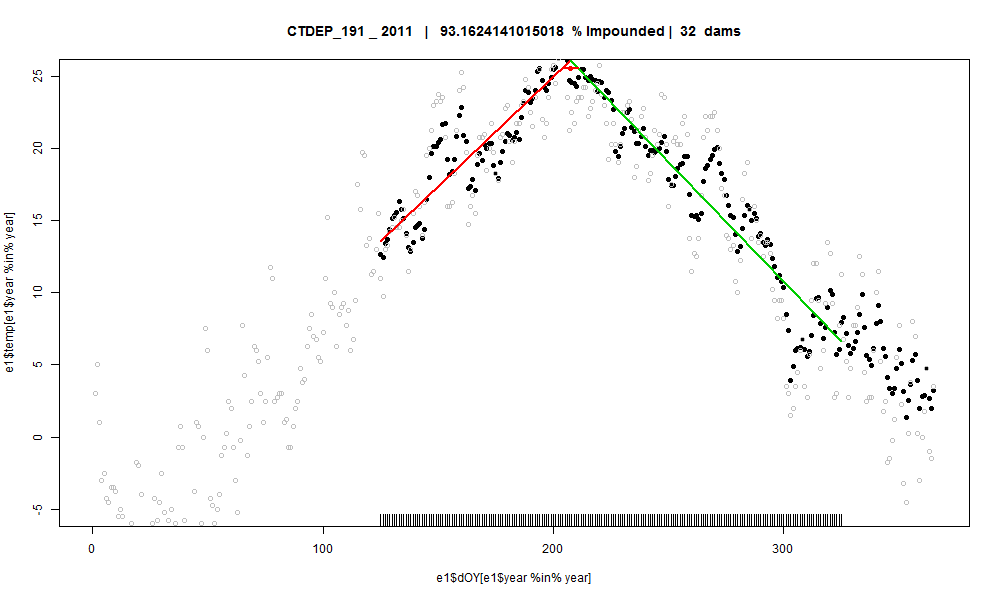 CTDEP_191 _ 2011 | 93.1624141015018 % Impounded | 32 dams
25
20
15
10
5
0
-5
e1$temp[e1$year %in% year]
0 100 200 300
e1$dOY[e1$year %in% year]